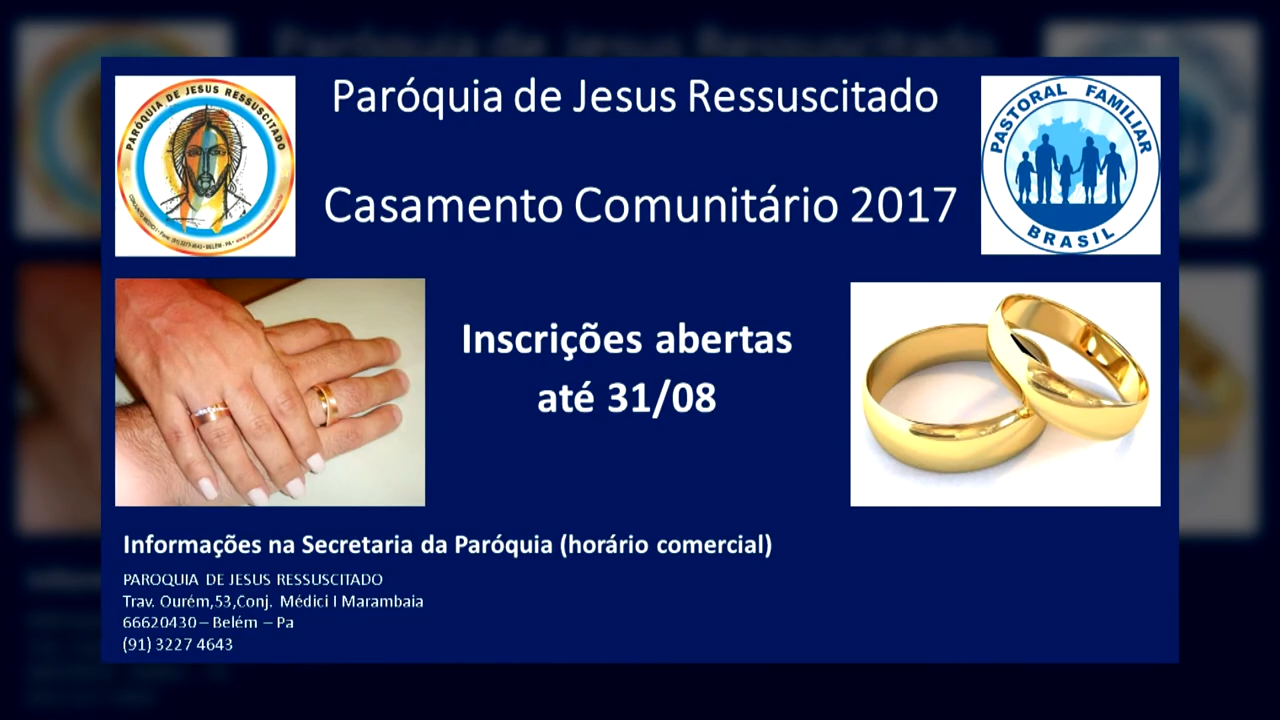 Paróquia de Jesus Ressuscitado
PARÓQUIA DE JESUS RESSUSCITADO
PASTORAL FAMILIAR
BRASIL
Casamento Comunitário 2017
Inscrições abertas
até 31/08
Informações na Secretaria da Paróquia (horário comercial)
PAROQUIA DE JESUS RESSUSCITADO
Trav. Ourém,53,Conj. Médici I Marambaia
66620430 – Belém – Pa
(91) 3227 4643